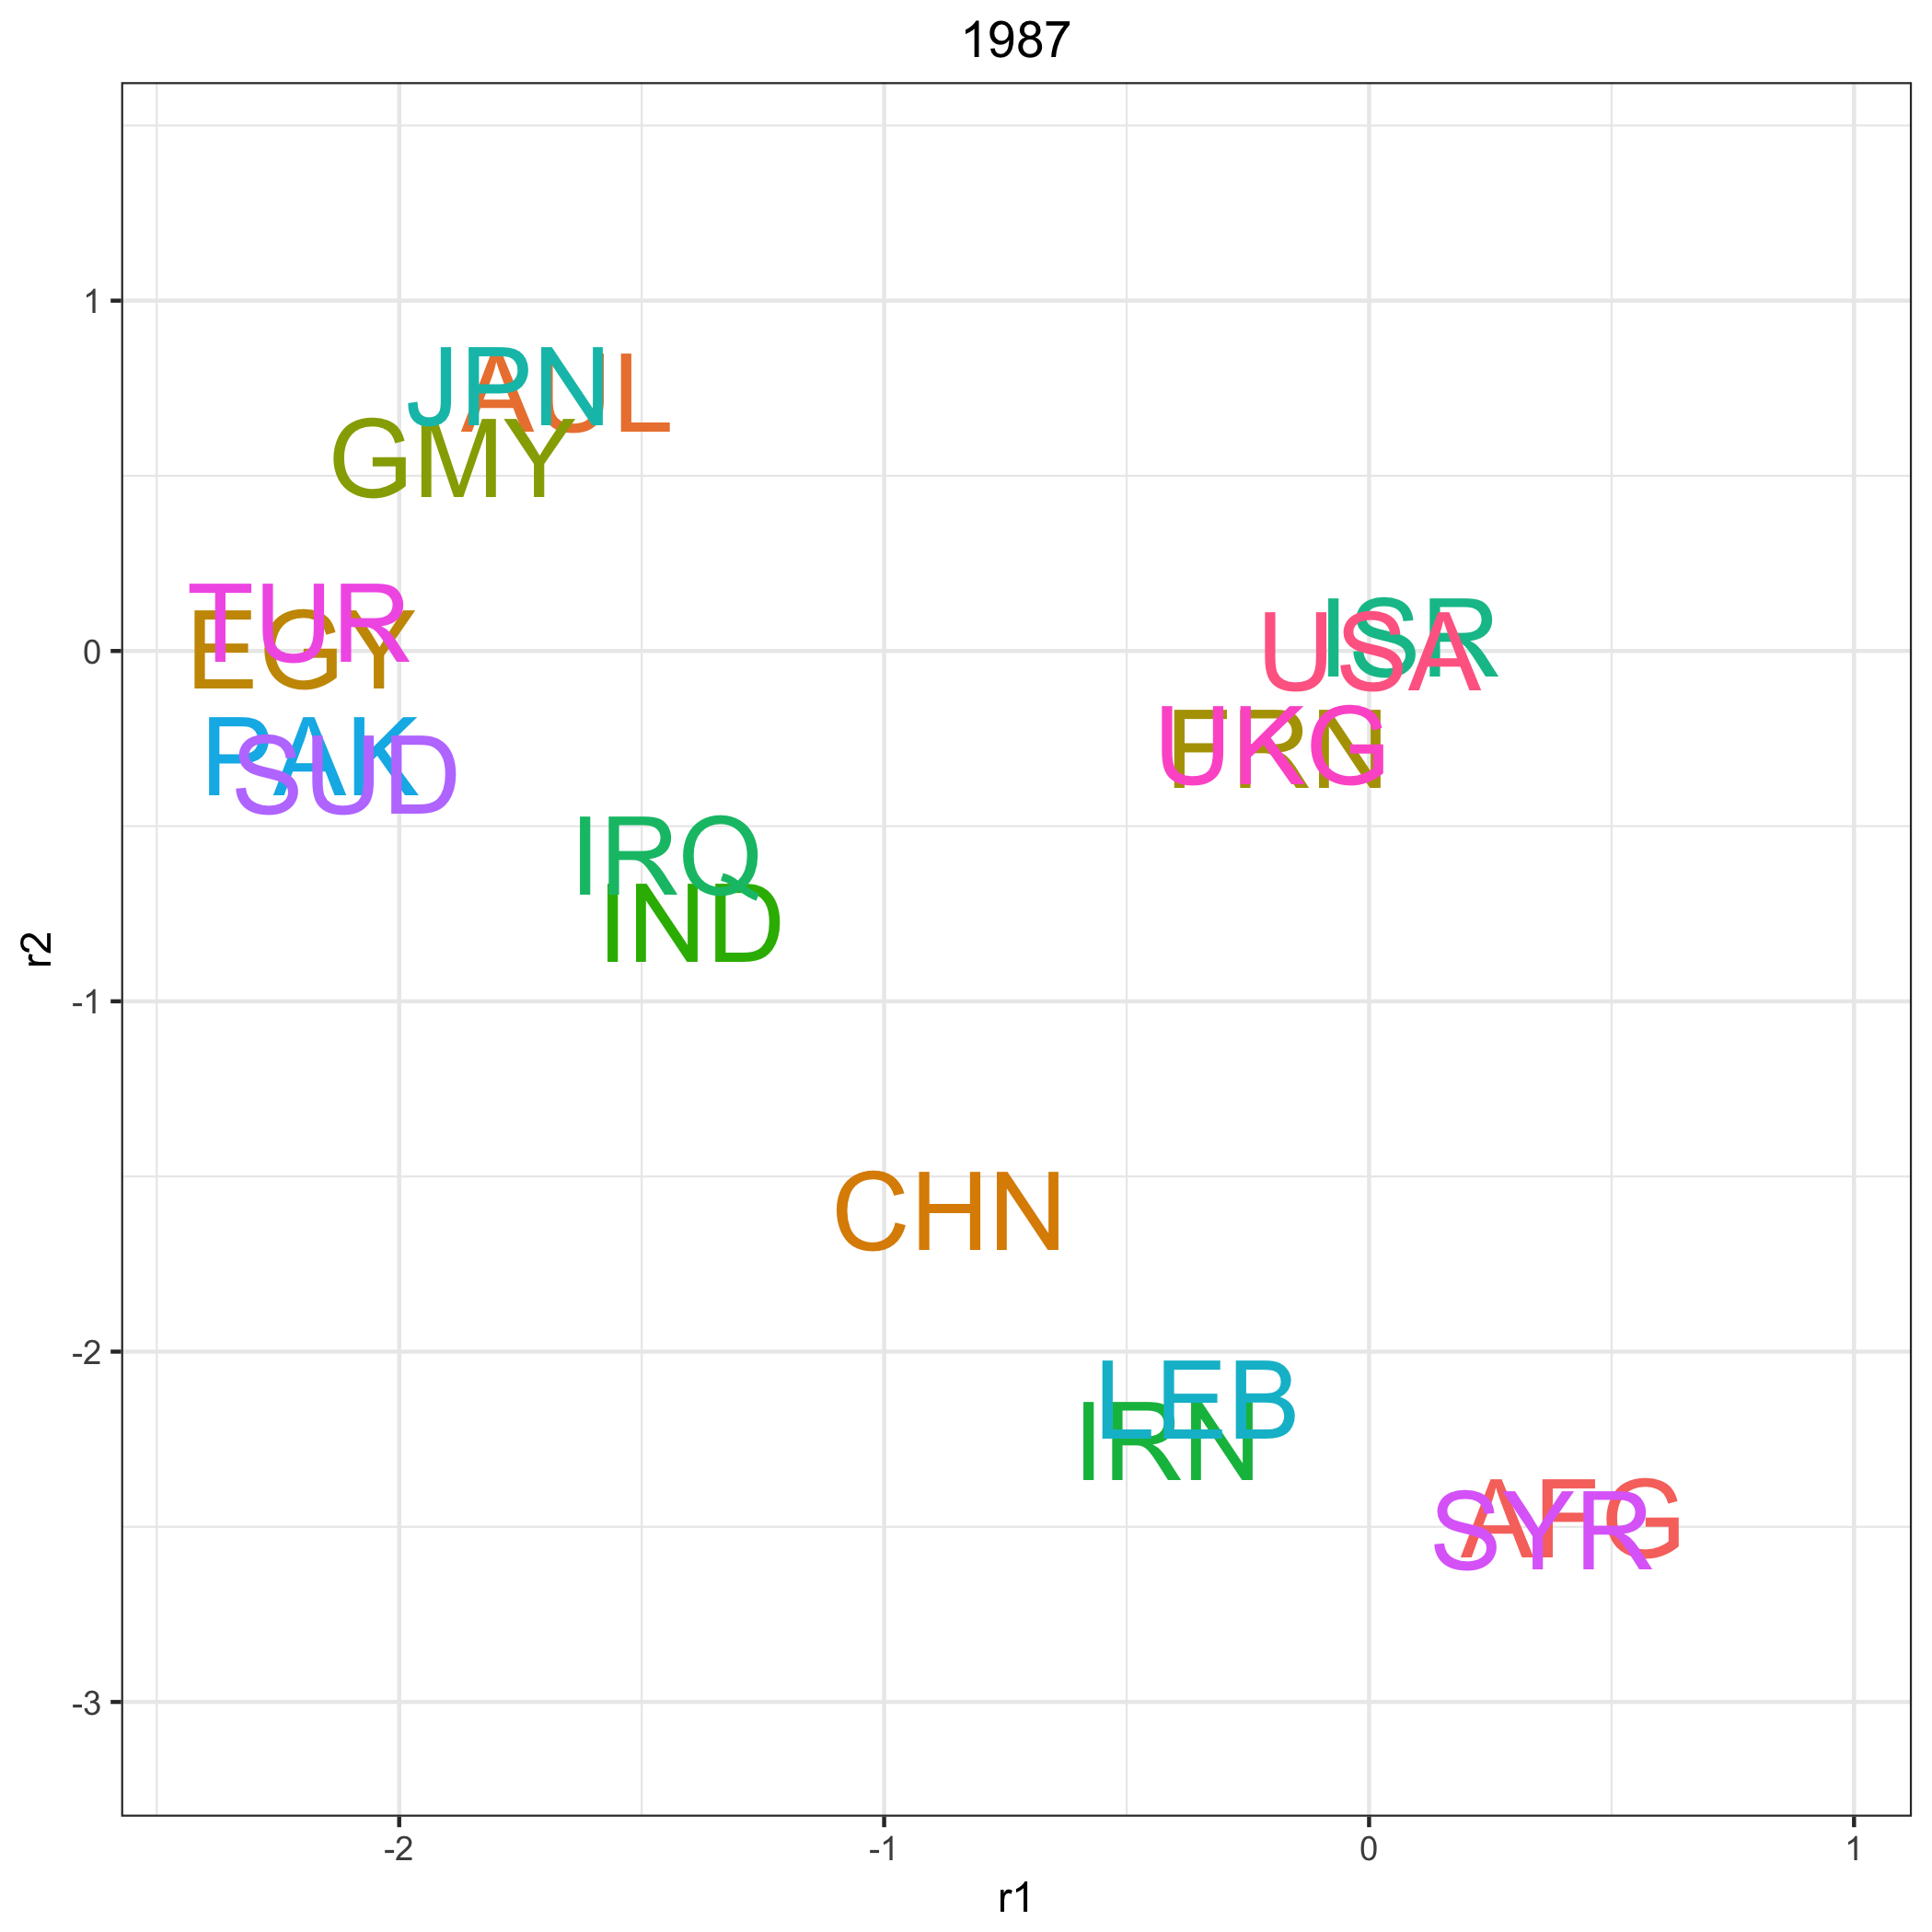 1987
1
JPN
AUL
GMY
TUR
ISR
EGY
USA
0
PAK
UKG
FRN
SUD
IRQ
IND
r2
-1
CHN
-2
LEB
IRN
AFG
SYR
-3
-2
-1
0
1
r1